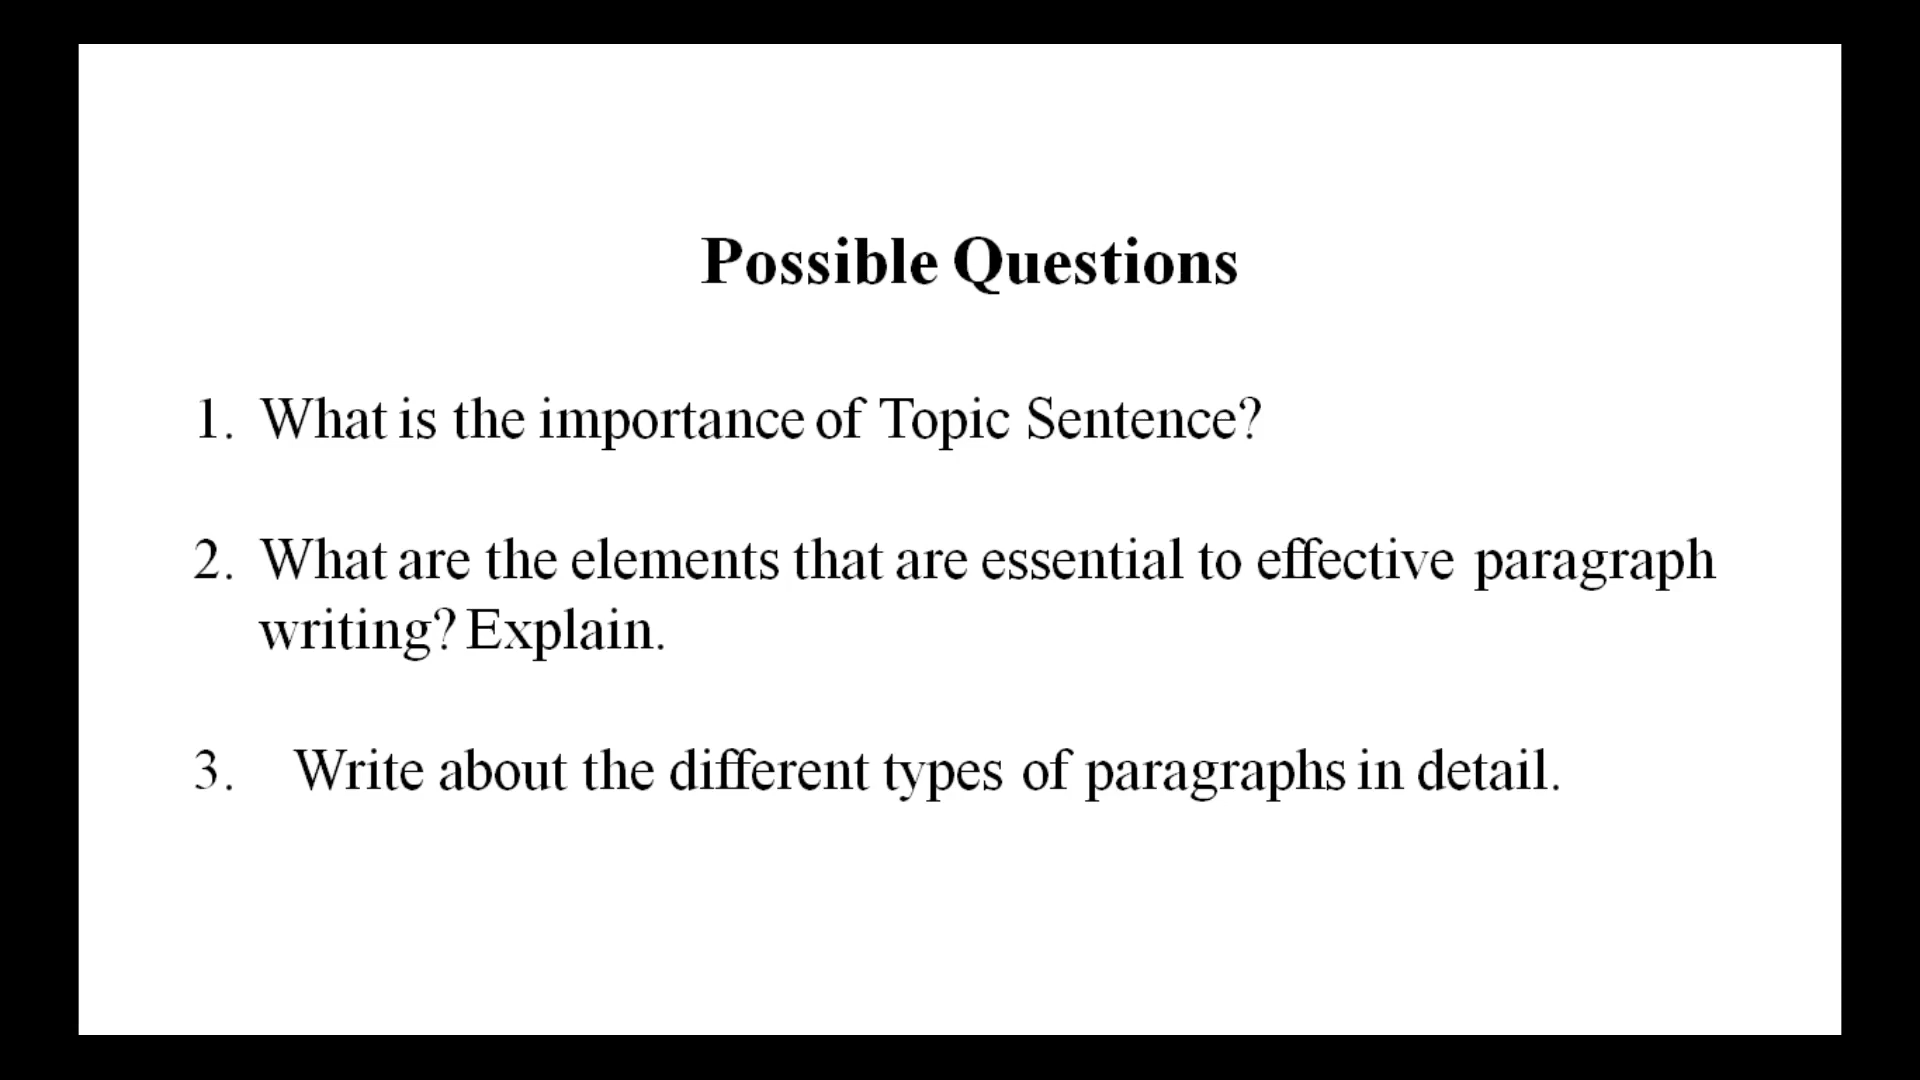 Possible Questions
1. What is the importance of Topic Sentence?
2. What are the elements that are essential to effective paragraph
writing? Explain.
3. Write about the different types of paragraphs in detail.